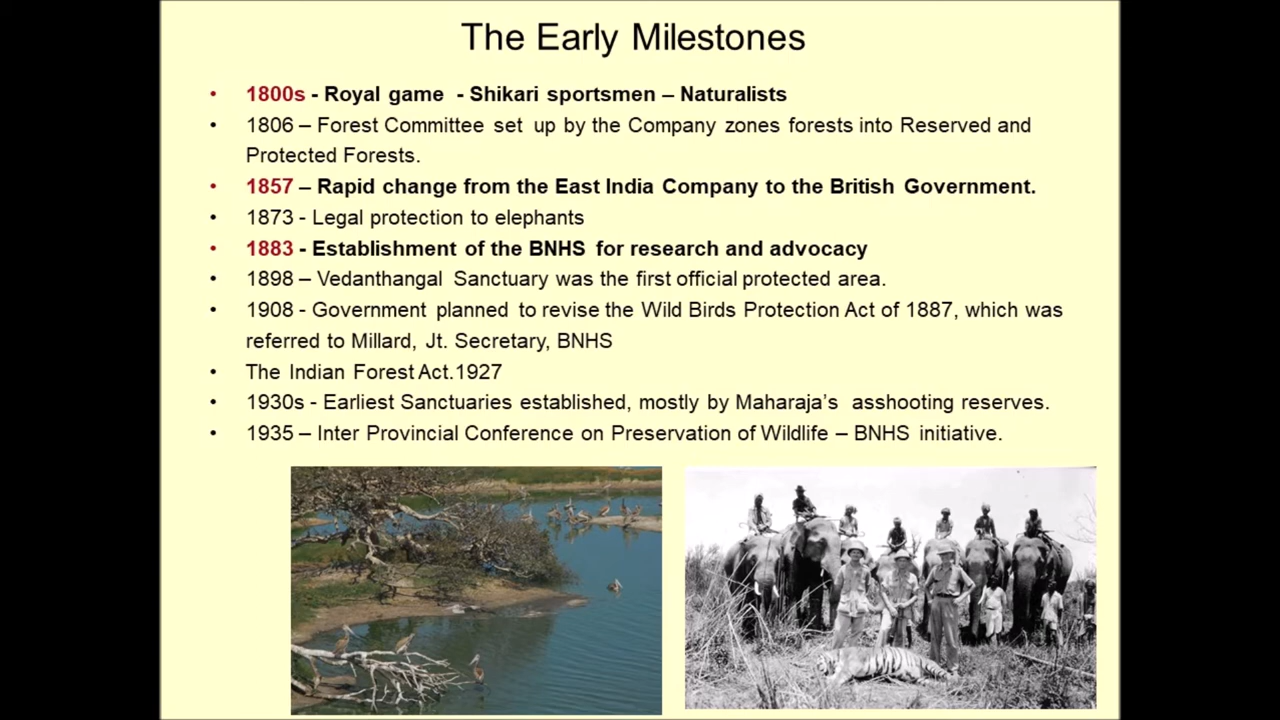 The Early Milestones
• 1800s - Royal game - Shikari sportsmen – Naturalists
• 1806 – Forest Committee set up by the Company zones forests into Reserved and
Protected Forests.
• 1857 – Rapid change from the East India Company to the British Government.
• 1873 - Legal protection to elephants
• 1883 - Establishment of the BNHS for research and advocacy
• 1898 – Vedanthangal Sanctuary was the first official protected area.
• 1908 - Government planned to revise the Wild Birds Protection Act of 1887, which was
referred to Millard, Jt. Secretary, BNHS
• The Indian Forest Act.1927
• 1930s - Earliest Sanctuaries established, mostly by Maharaja’s asshooting reserves.
• 1935 – Inter Provincial Conference on Preservation of Wildlife – BNHS initiative.